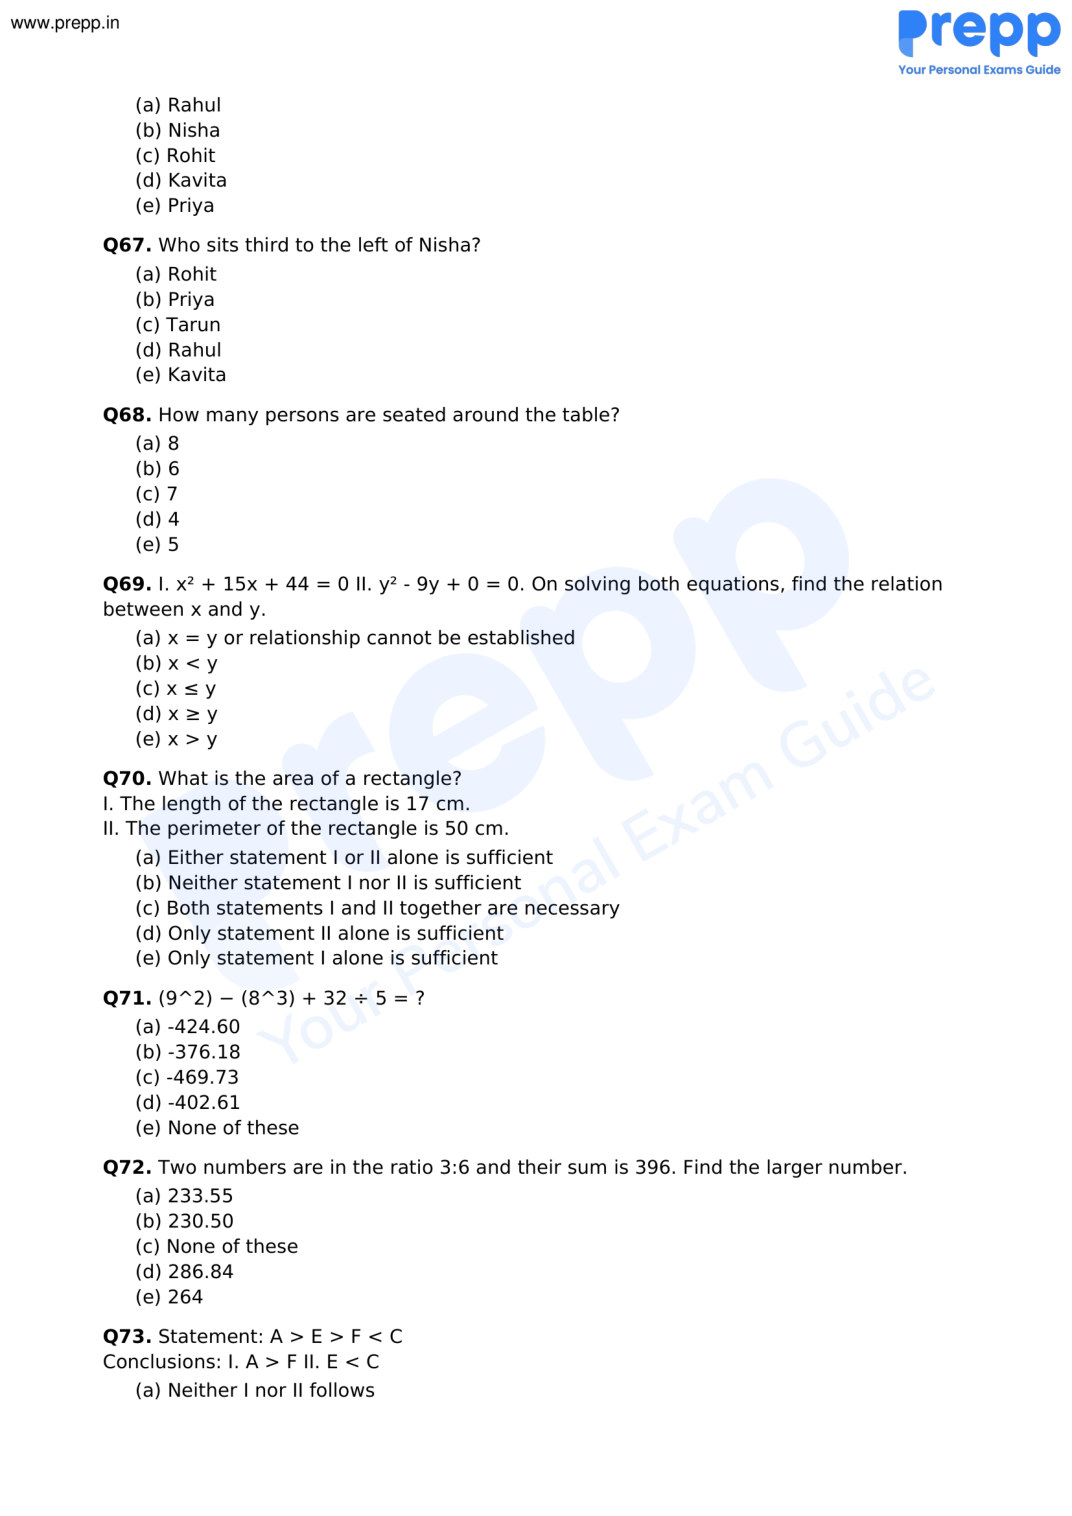 www.prepp.in
Prepp
Your Personal Exams Guide
(a) Rahul
(b) Nisha
(c) Rohit
(d) Kavita
(e) Priya
Q67. Who sits third to the left of Nisha?
(a) Rohit
(b) Priya
(c) Tarun
(d) Rahul
(e) Kavita
Q68. How many persons are seated around the table?
(a) 8
(b) 6
(c) 7
(d) 4
(e) 5
Q69. I. x² + 15x + 44 = 0 II. y² - 9y + 0 = 0. On solving both equations, find the relation
between x and y.
(a) x = y or relationship cannot be established
(b) x < y
(c) x ≤ y
(d) x ≥ y
(e) x > y
Q70. What is the area of a rectangle?
I. The length of the rectangle is 17 cm.
II. The perimeter of the rectangle is 50 cm.
(a) Either statement I or II alone is sufficient
(b) Neither statement I nor II is sufficient
(c) Both statements I and II together are necessary
(d) Only statement II alone is sufficient
(e) Only statement I alone is sufficient
Q71. (9^2) − (8^3) + 32 ÷ 5 = ?
(a) -424.60
(b) -376.18
(c) -469.73
(d) -402.61
(e) None of these
Q72. Two numbers are in the ratio 3:6 and their sum is 396. Find the larger number.
(a) 233.55
(b) 230.50
(c) None of these
(d) 286.84
(e) 264
Q73. Statement: A > E > F < C
Conclusions: I. A > F II. E < C
(a) Neither I nor II follows
Prepp
Your Personal Exam Guide